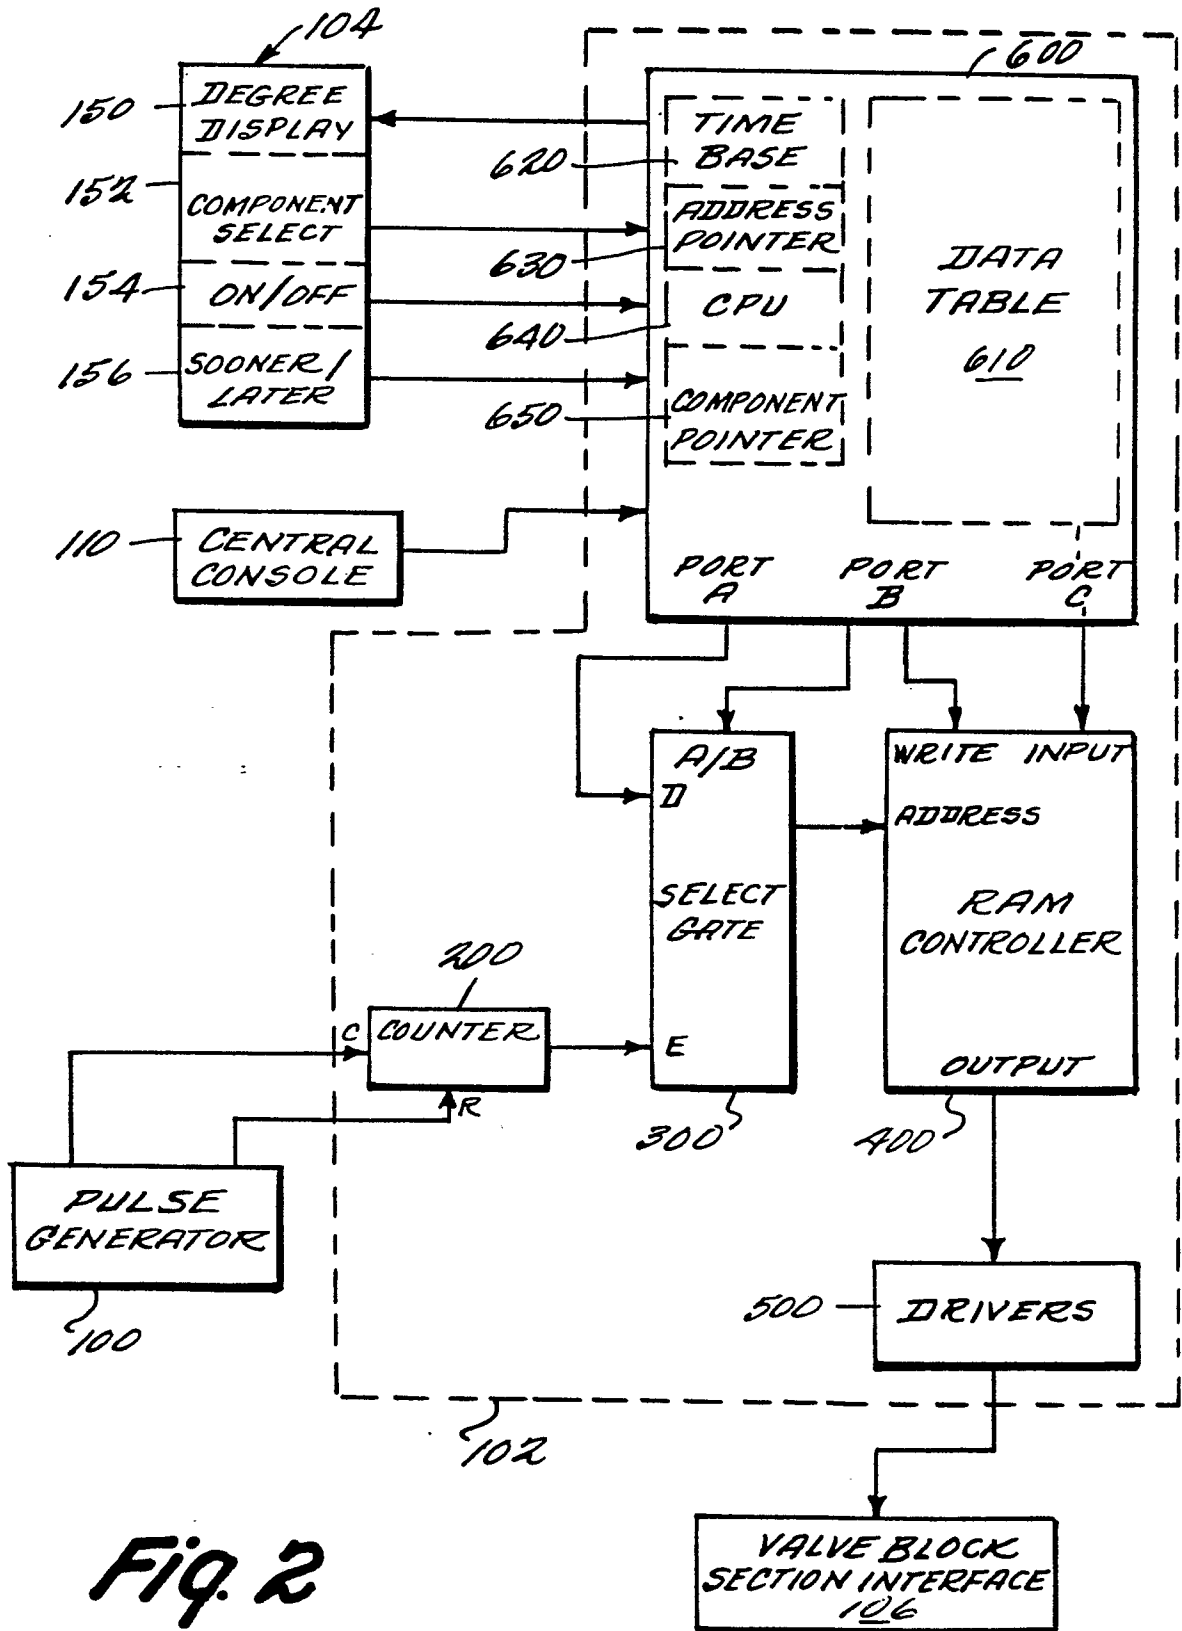 104
600
150
DEGREE
DISPLAY
TIME
BASE
620
152
COMPONENT
SELECT
ADDRESS
POINTER
630
DATA
TABLE
610
154
ON/OFF
CPU
640
156
SOONER/
LATER
COMPONENT
POINTER
650
110
CENTRAL
CONSOLE
PORT
A
PORT
B
PORT
C
A/B
D
WRITE INPUT
ADDRESS
SELECT
GATE
RAM
CONTROLLER
200
C
COUNTER
E
R
OUTPUT
300
400
PULSE
GENERATOR
100
500
DRIVERS
102
VALVE BLOCK
SECTION INTERFACE
106
Fig. 2